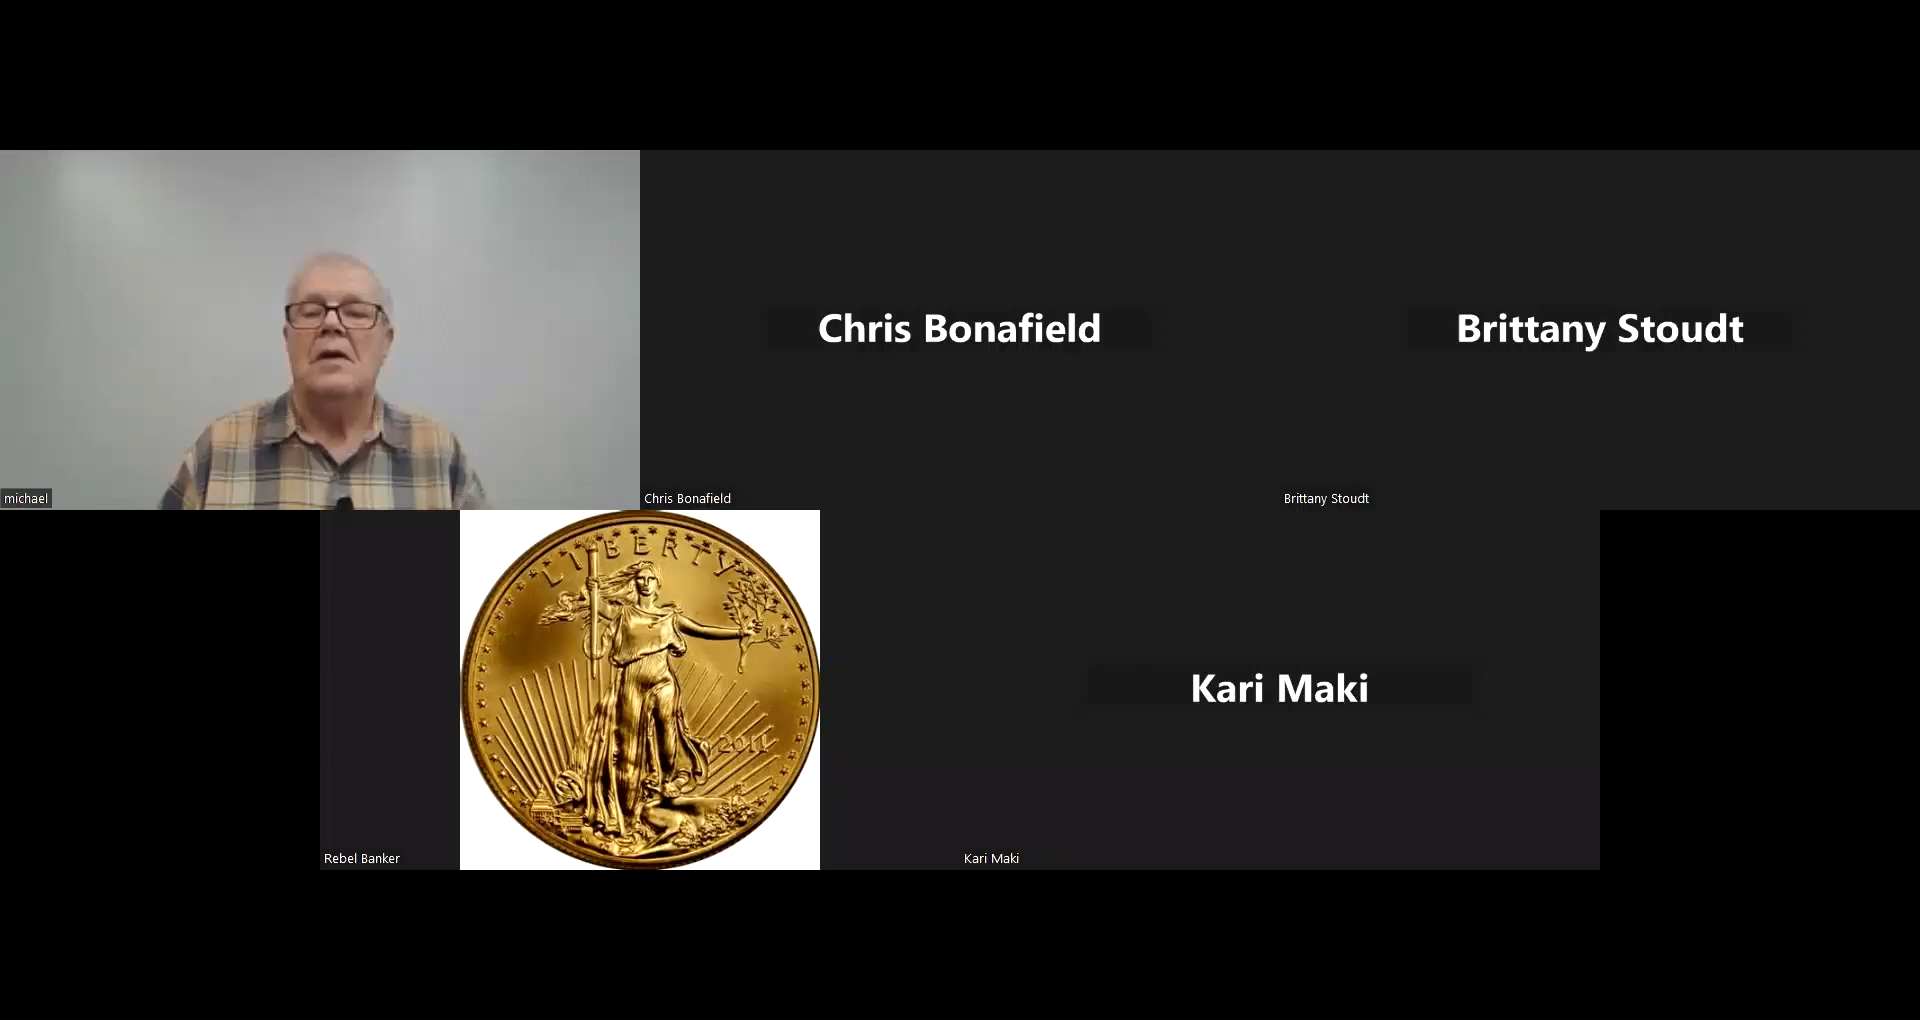 Chris Bonafield
Brittany Stoudt
michael
Chris Bonafield
Brittany Stoudt
LIBERTY
2011
Kari Maki
Rebel Banker
Kari Maki